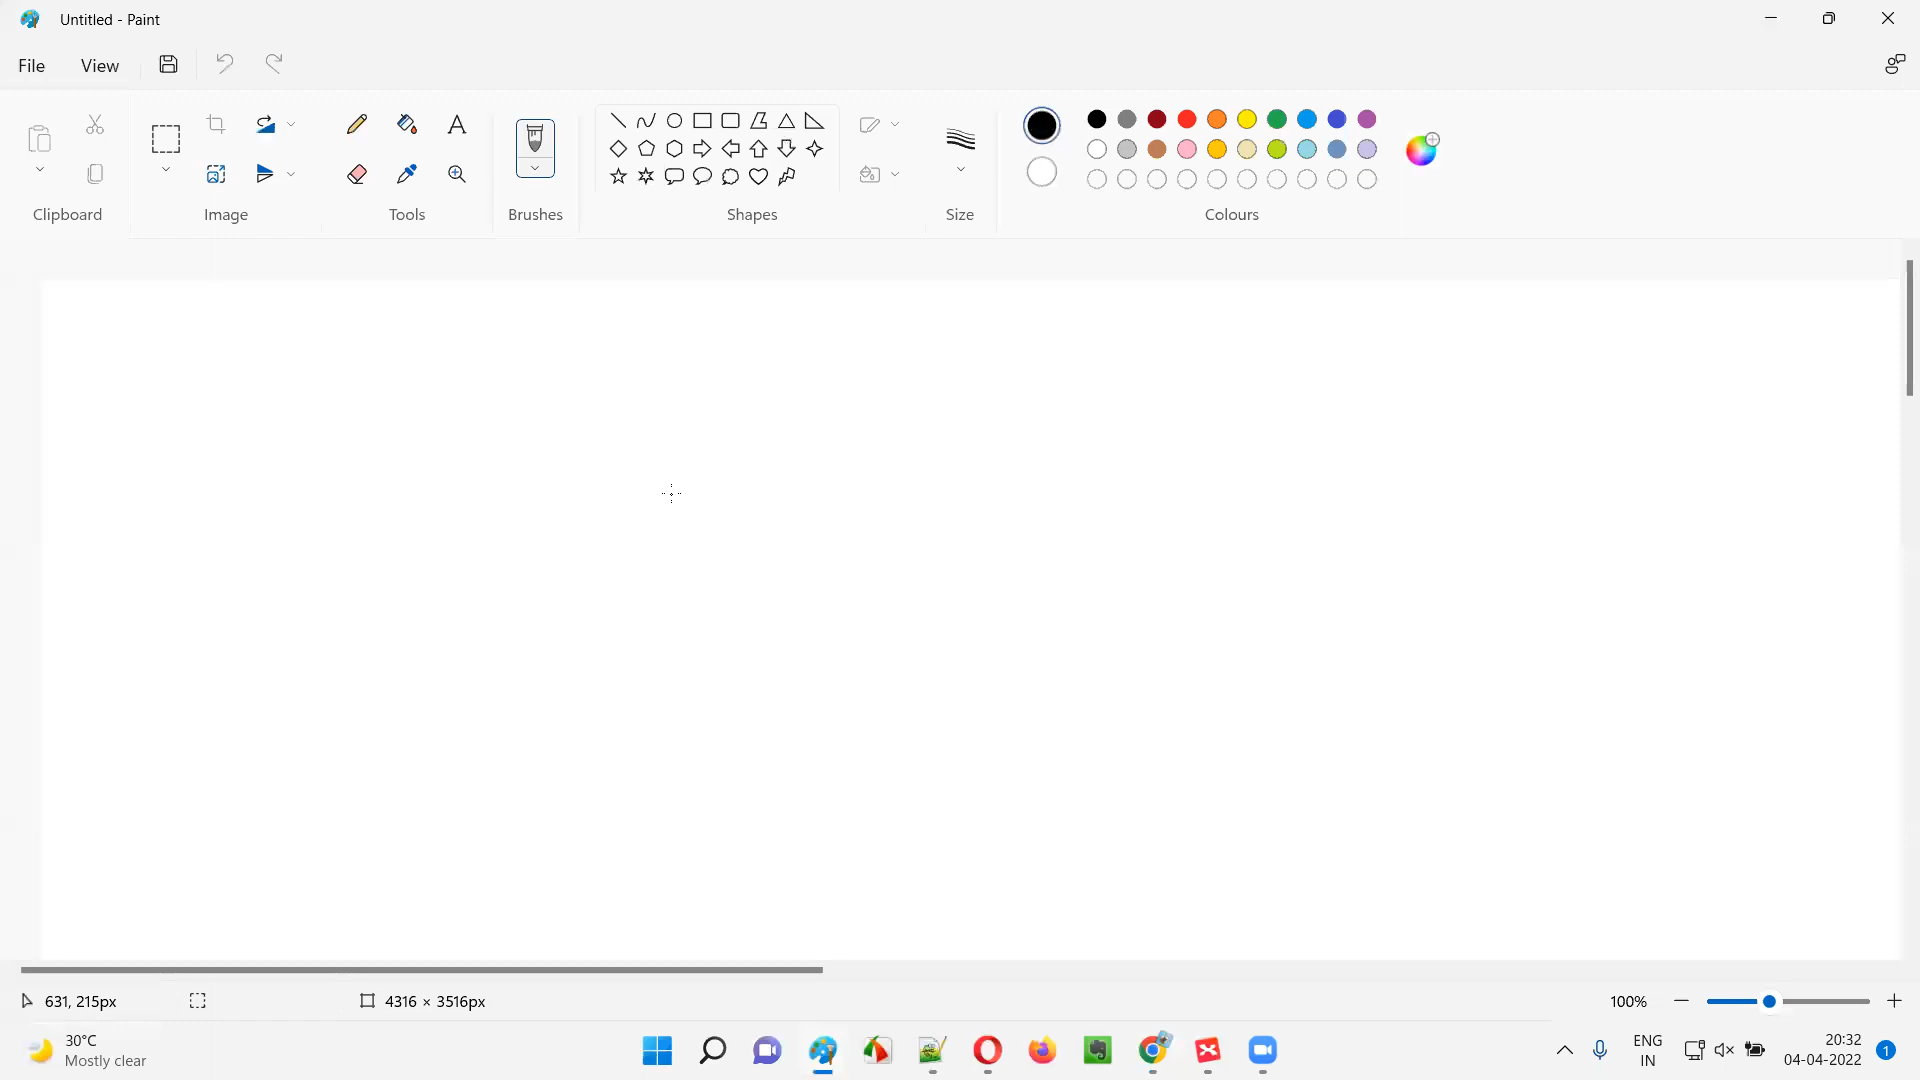 Untitled - Paint
File View
Clipboard Image Tools Brushes Shapes Size Colours
631, 215px 4316 × 3516px 100%
30°C
Mostly clear
ENG
IN
20:32
04-04-2022
1